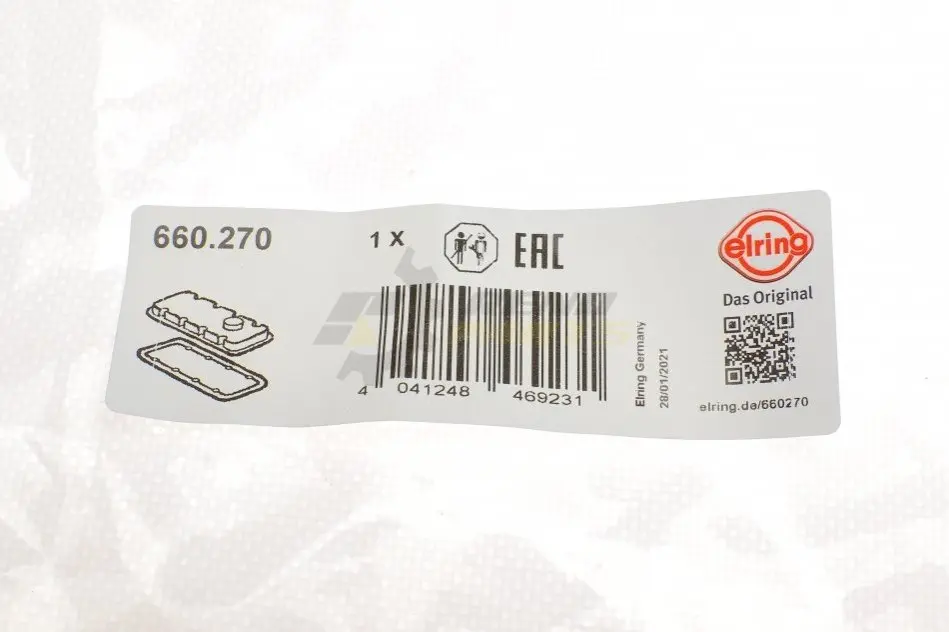 660.270
1 X
EAC
elring
Das Original
4 041248 469231
Elring Germany
28/01/2021
elring.de/660270